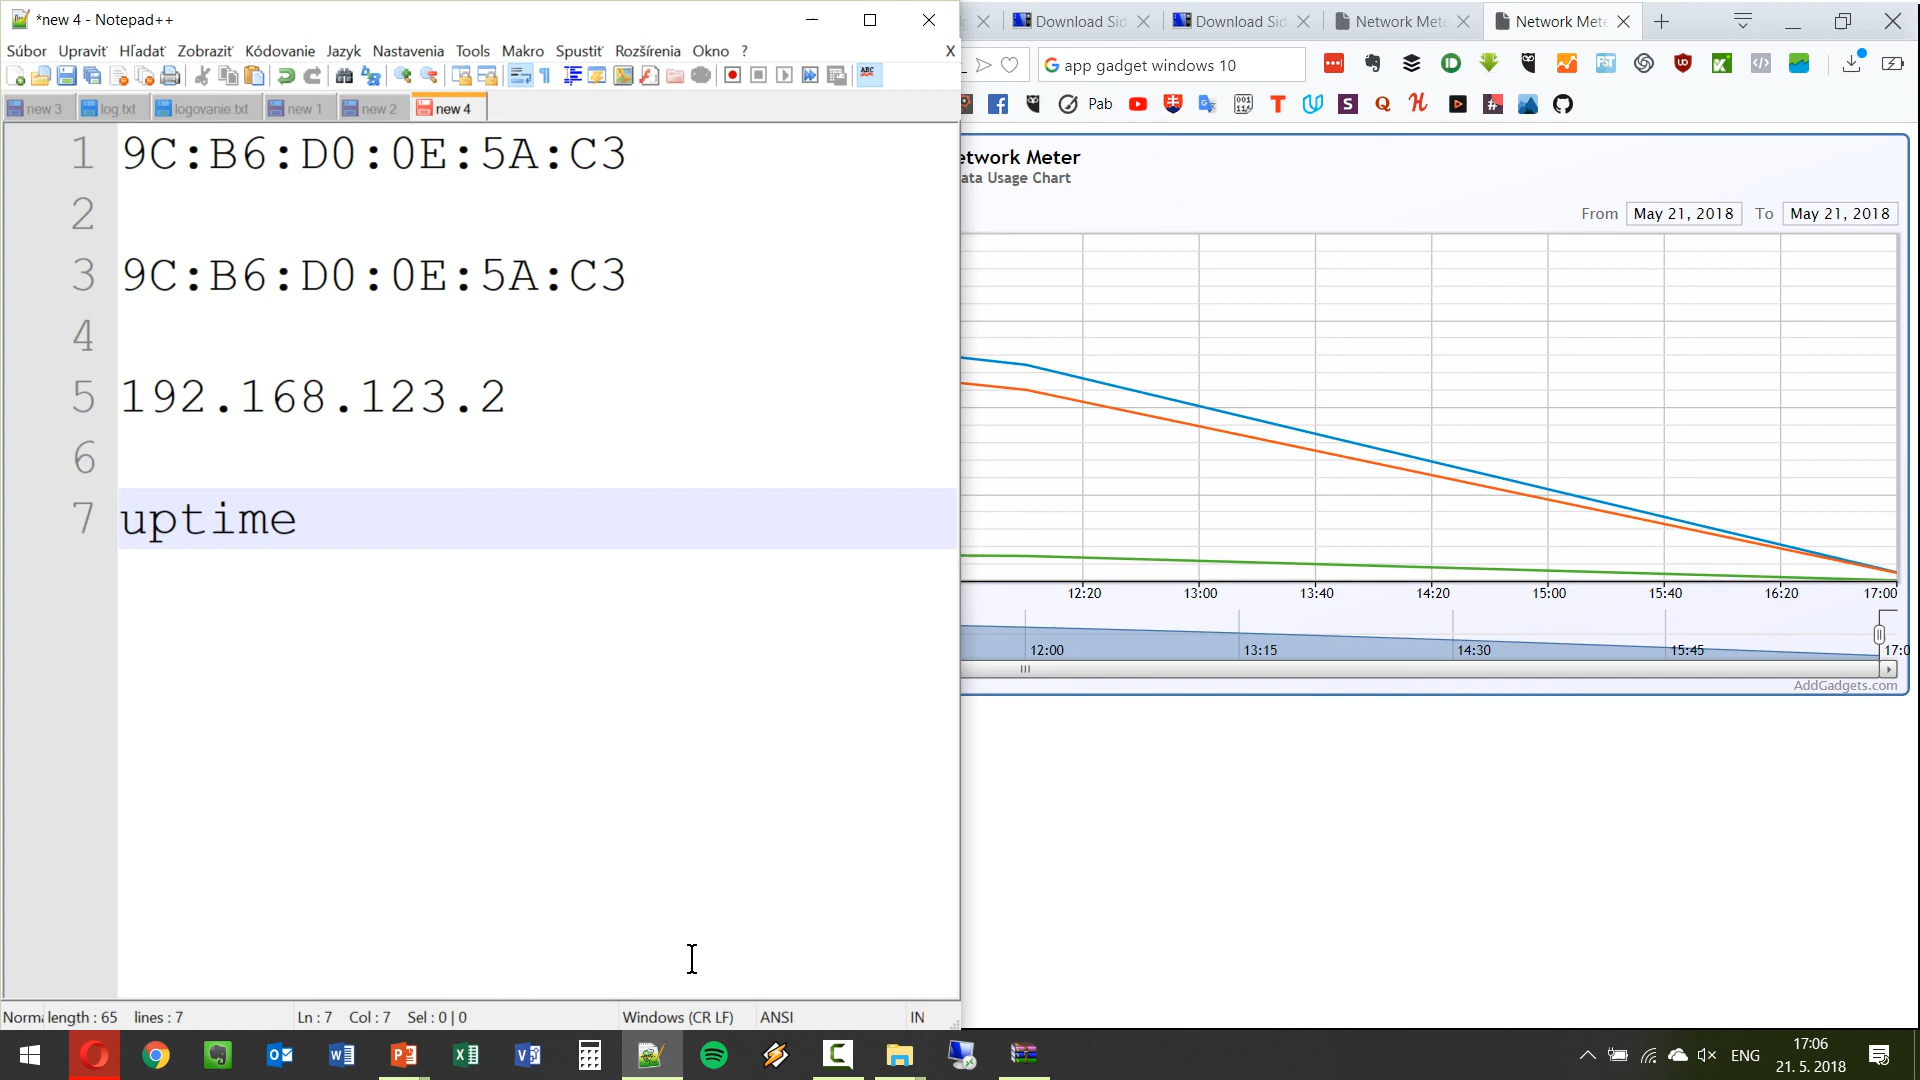 *new 4 - Notepad++
Súbor Upraviť Hľadať Zobraziť Kódovanie Jazyk Nastavenia Tools Makro Spustiť Rozšírenia Okno ? X
new 3 log.txt logovanie.txt new 1 new 2 new 4
1 9C:B6:D0:0E:5A:C3
2
3 9C:B6:D0:0E:5A:C3
4
5 192.168.123.2
6
7 uptime
Norma length : 65 lines : 7 Ln : 7 Col : 7 Sel : 0 | 0 Windows (CR LF) ANSI IN
Download Sid Download Sid Network Mete Network Mete
app gadget windows 10
Pab
etwork Meter
ata Usage Chart
From May 21, 2018 To May 21, 2018
12:20 13:00 13:40 14:20 15:00 15:40 16:20 17:00
12:00 13:15 14:30 15:45 17:0
AddGadgets.com
ENG
17:06
21. 5. 2018